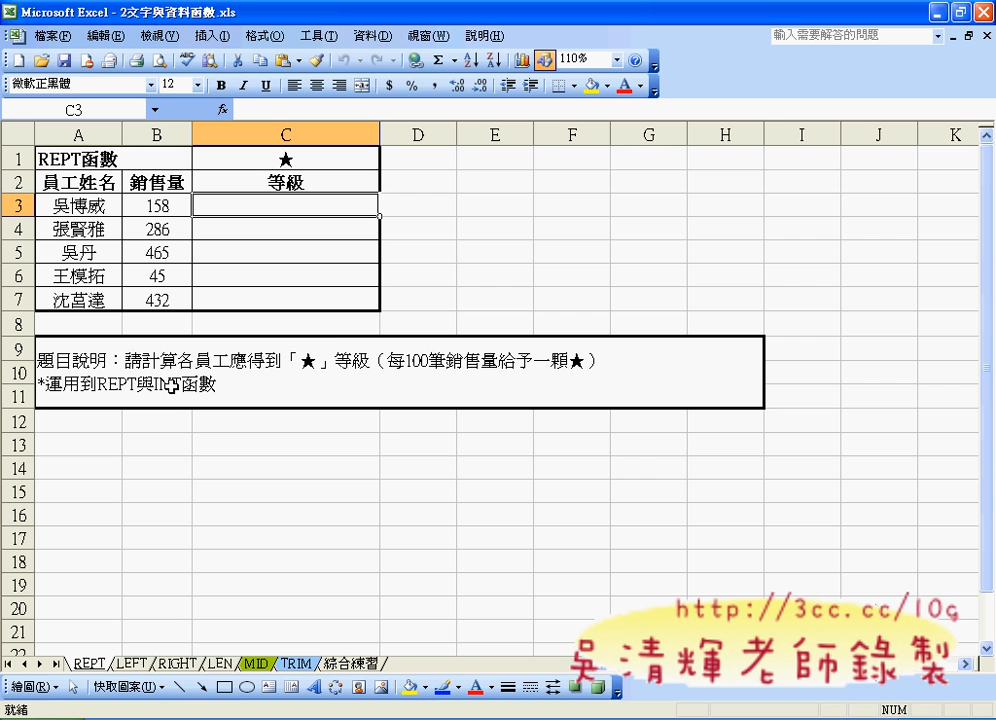 Microsoft Excel - 2文字與資料函數.xls
檔案(F) 編輯(E) 檢視(V) 插入(I) 格式(O) 工具(T) 資料(D) 視窗(W) 說明(H) 輸入需要解答的問題
110%
微軟正黑體 12 B I U $ % ,
C3 fx
A B C D E F G H I J K
1 REPT函數 ★
2 員工姓名 銷售量 等級
3 吳博威 158
4 張賢雅 286
5 吳丹 465
6 王模拓 45
7 沈莒達 432
8
9
題目說明：請計算各員工應得到「★」等級（每100筆銷售量給予一顆★）
10
*運用到REPT與INT函數
11
12
13
14
15
16
17
18
19
20
21
22
http://3cc.cc/10g
吳清輝老師錄製
REPT LEFT RIGHT LEN MID TRIM 綜合練習
繪圖(R) 快取圖案(U)
就緒 NUM